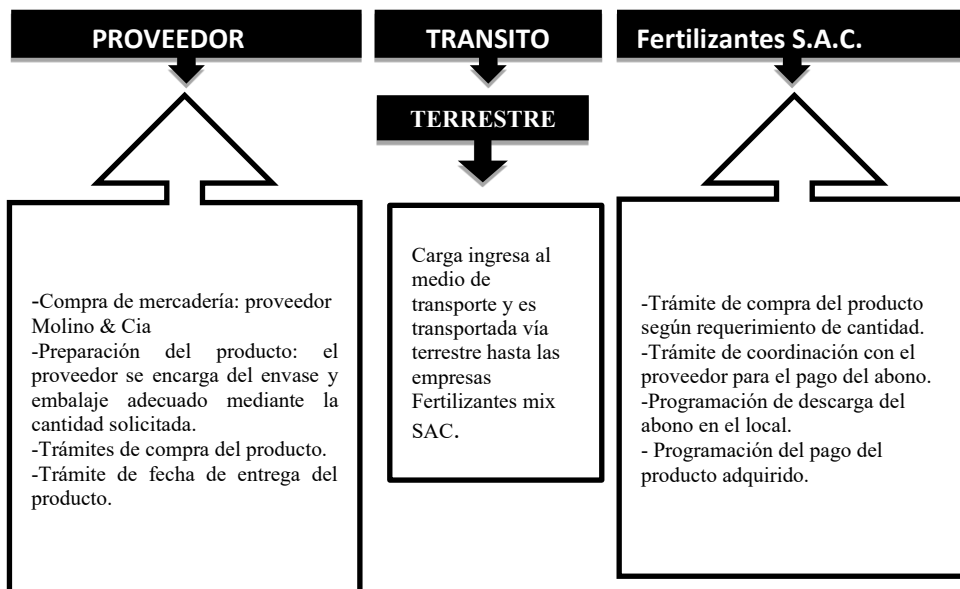 PROVEEDOR
-Compra de mercadería: proveedor
Molino & Cia
-Preparación del producto: el
proveedor se encarga del envase y
embalaje adecuado mediante la
cantidad solicitada.
-Trámites de compra del producto.
-Trámite de fecha de entrega del
producto.
TRANSITO
TERRESTRE
Carga ingresa al
medio de
transporte y es
transportada vía
terrestre hasta las
empresas
Fertilizantes mix
SAC.
Fertilizantes S.A.C.
-Trámite de compra del producto
según requerimiento de cantidad.
-Trámite de coordinación con el
proveedor para el pago del abono.
-Programación de descarga del
abono en el local.
- Programación del pago del
producto adquirido.